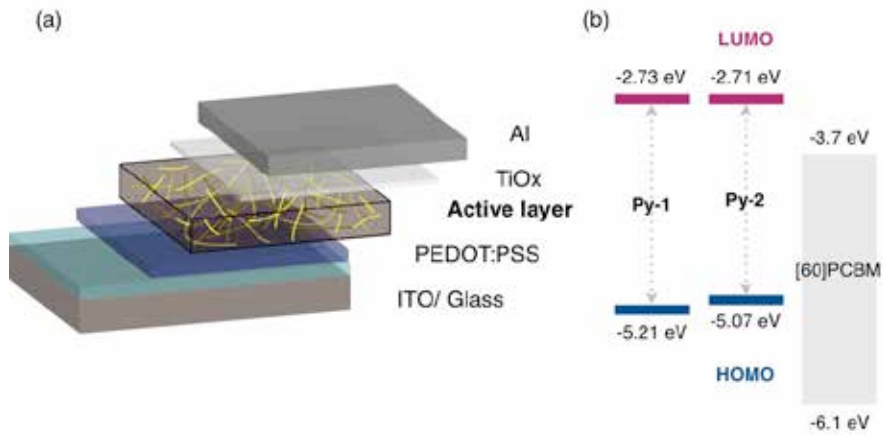 (a)
Al
TiOx
Active layer
PEDOT:PSS
ITO/ Glass
(b)
LUMO
-2.73 eV
-2.71 eV
-3.7 eV
Py-1
Py-2
[60]PCBM
-5.21 eV
-5.07 eV
HOMO
-6.1 eV